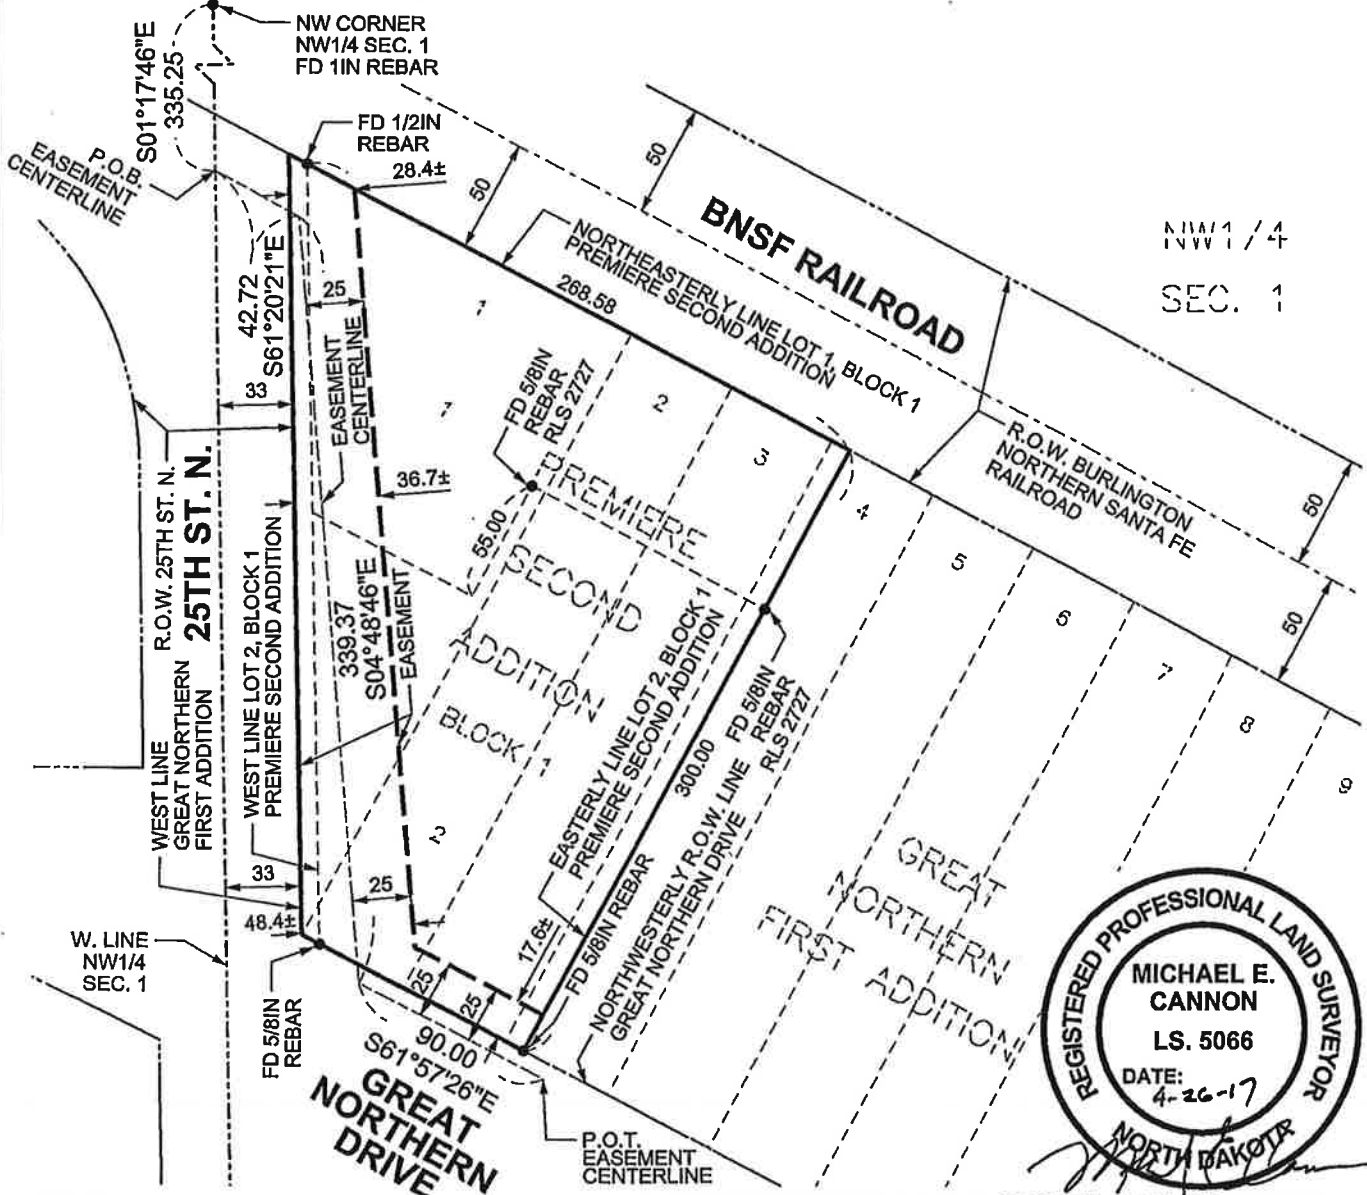 NW CORNER
NW1/4 SEC. 1
FD 1IN REBAR
S01°17'46"E
335.25
P.O.B.
EASEMENT
CENTERLINE
FD 1/2IN
REBAR
28.4±
50
50
BNSF RAILROAD
NW1/4
SEC. 1
NORTHEASTERLY LINE LOT 1, BLOCK 1
PREMIERE SECOND ADDITION
268.58
42.72
S61°20'21"E
25
1
EASEMENT
CENTERLINE
33
1
2
3
4
5
6
7
8
9
FD 5/8IN
REBAR
RLS 2727
R.O.W. BURLINGTON
NORTHERN SANTA FE
RAILROAD
50
50
R.O.W. 25TH ST. N.
25TH ST. N.
36.7±
55.00
PREMIERE
SECOND
ADDITION
BLOCK 1
WEST LINE LOT 2, BLOCK 1
PREMIERE SECOND ADDITION
339.37
S04°48'46"E
EASEMENT
WEST LINE
GREAT NORTHERN
FIRST ADDITION
2
EASTERLY LINE LOT 2, BLOCK 1
PREMIERE SECOND ADDITION
300.00
FD 5/8IN
REBAR
RLS 2727
NORTHWESTERLY R.O.W. LINE
GREAT NORTHERN DRIVE
33
25
48.4±
17.6±
FD 5/8IN REBAR
W. LINE
NW1/4
SEC. 1
FD 5/8IN
REBAR
25
25
90.00
S61°57'26"E
GREAT
NORTHERN
DRIVE
P.O.T.
EASEMENT
CENTERLINE
GREAT
NORTHERN
FIRST ADDITION
REGISTERED PROFESSIONAL LAND SURVEYOR
MICHAEL E.
CANNON
LS. 5066
DATE:
4-26-17
NORTH DAKOTA